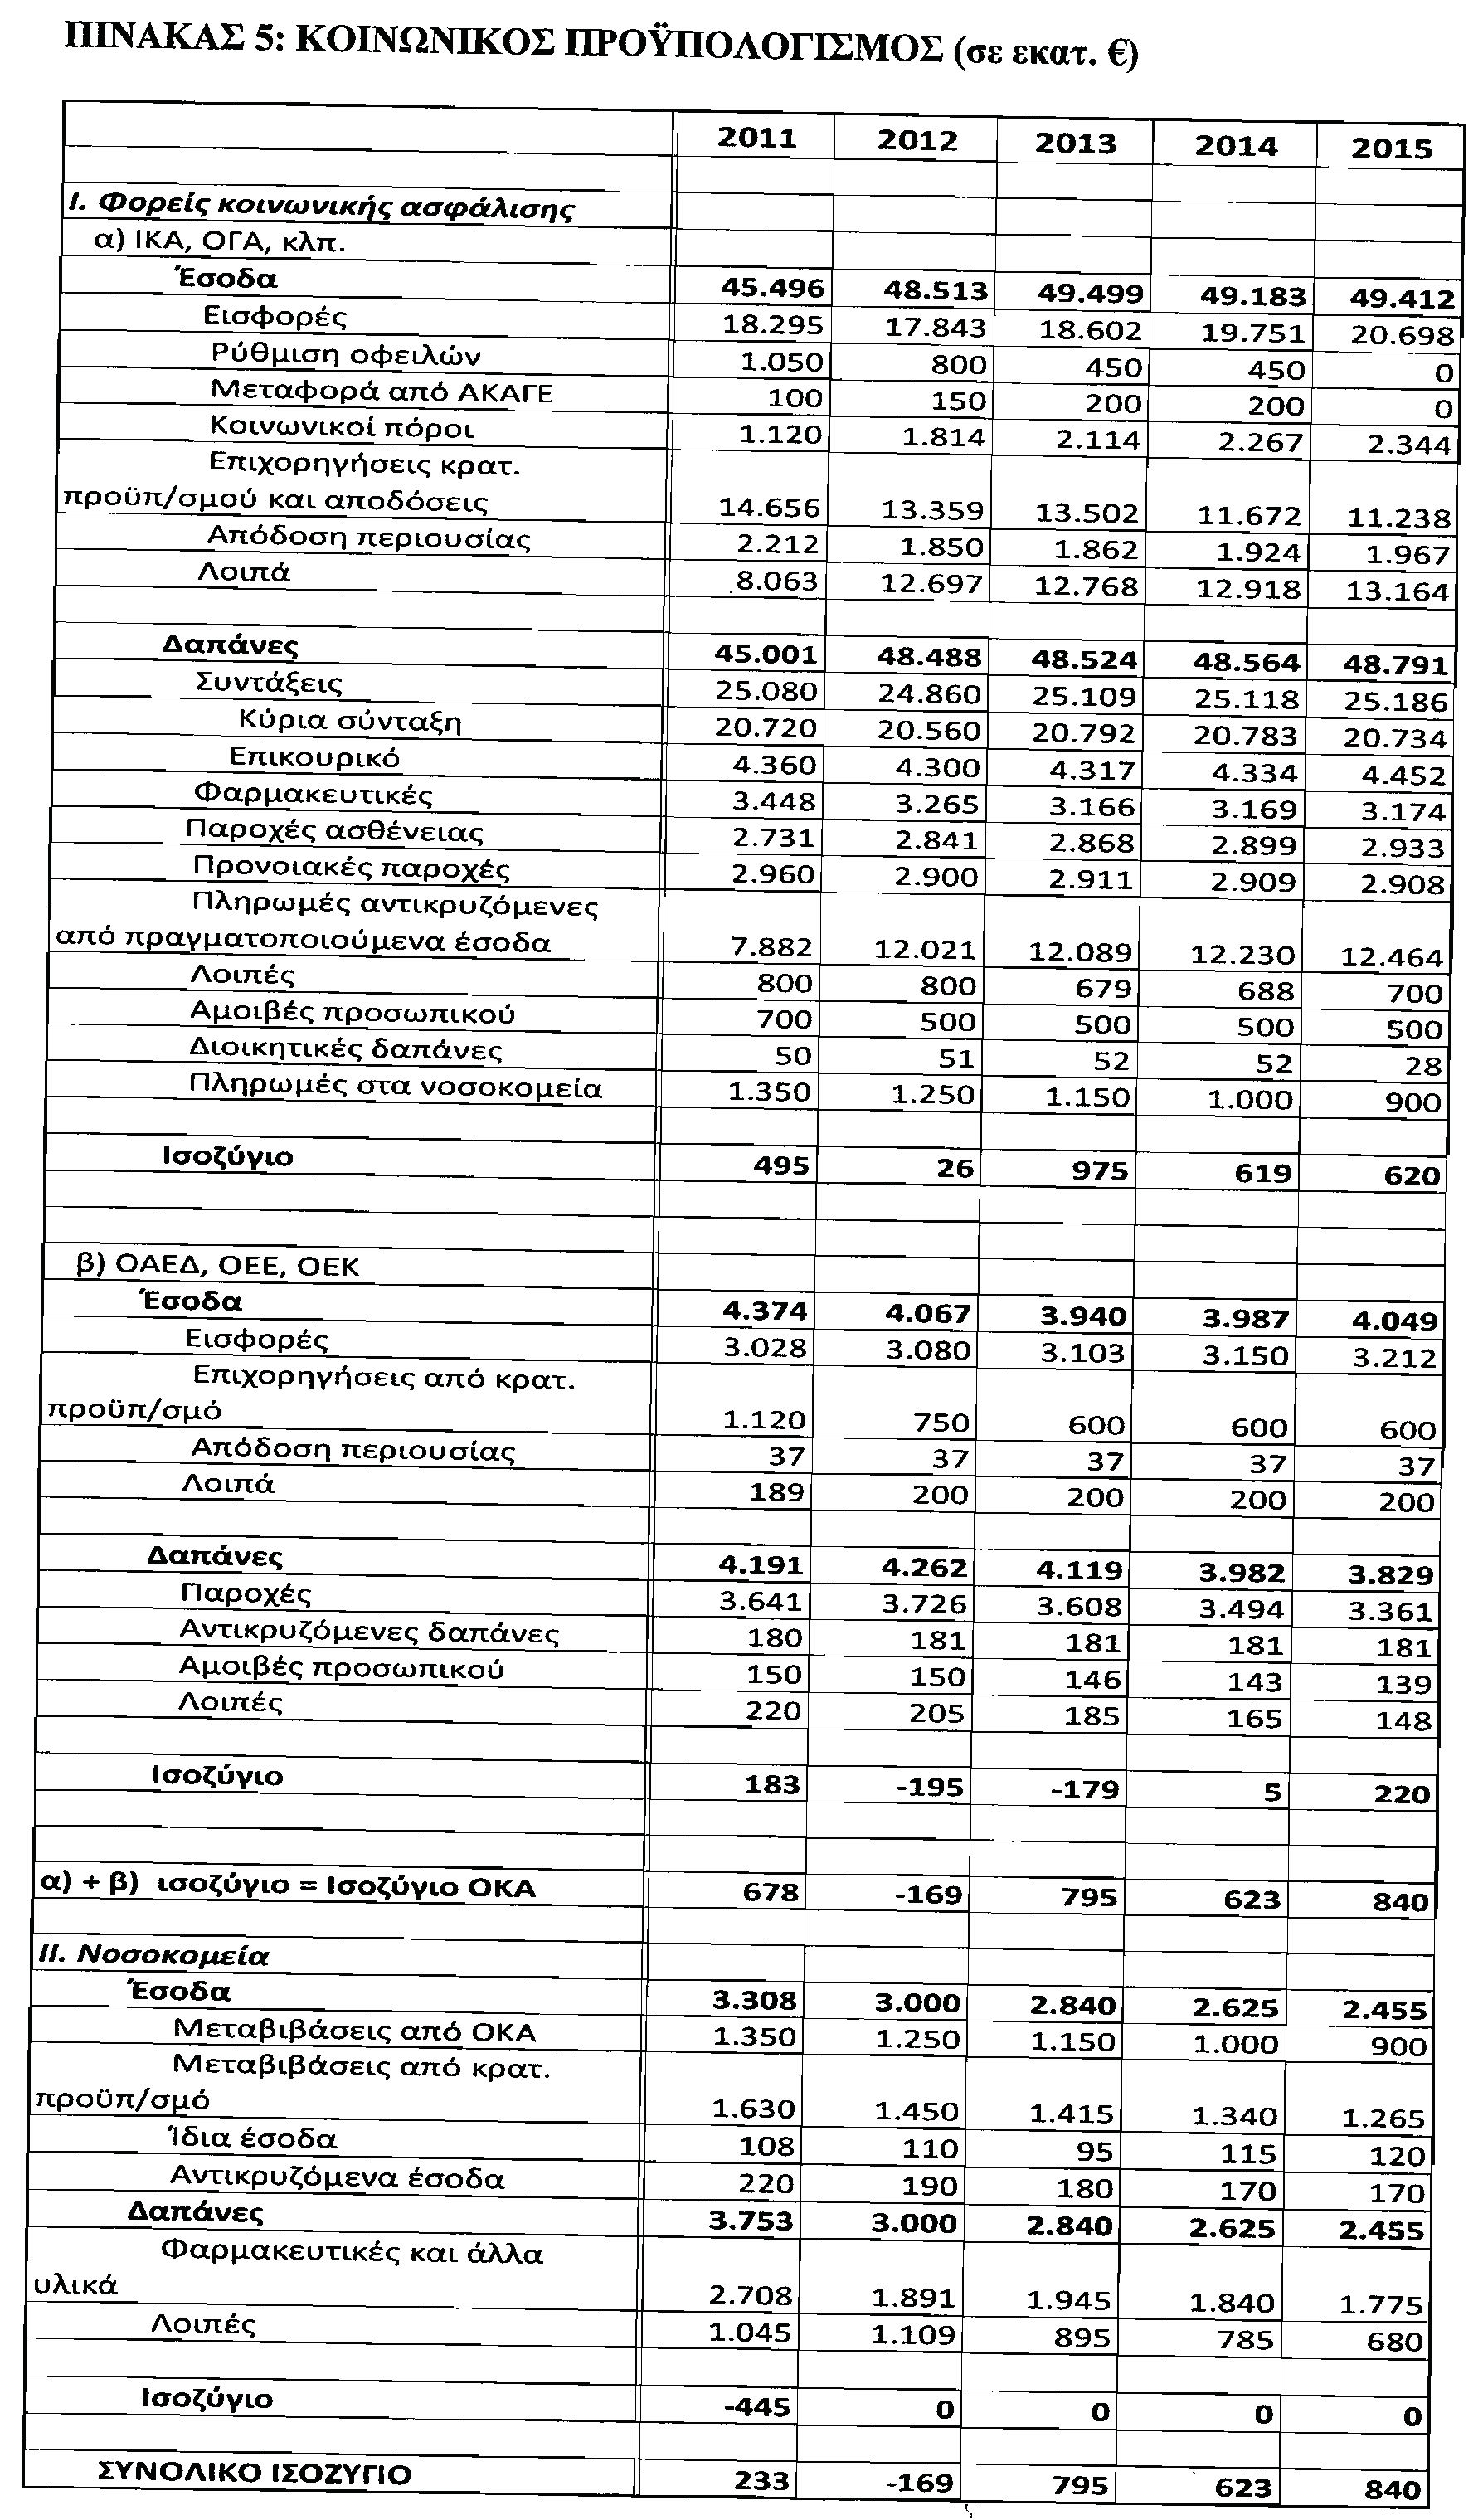 ΠΙΝΑΚΑΣ 5: ΚΟΙΝΩΝΙΚΟΣ ΠΡΟΫΠΟΛΟΓΙΣΜΟΣ (σε εκατ. €)
2011 2012 2013 2014 2015
Ι. Φορείς κοινωνικής ασφάλισης
α) ΙΚΑ, ΟΓΑ, κλπ.
Έσοδα 45.496 48.513 49.499 49.183 49.412
Εισφορές 18.295 17.843 18.602 19.751 20.698
Ρύθμιση οφειλών 1.050 800 450 450 0
Μεταφορά από ΑΚΑΓΕ 100 150 200 200 0
Κοινωνικοί πόροι 1.120 1.814 2.114 2.267 2.344
Επιχορηγήσεις κρατ.
προϋπ/σμού και αποδόσεις 14.656 13.359 13.502 11.672 11.238
Απόδοση περιουσίας 2.212 1.850 1.862 1.924 1.967
Λοιπά 8.063 12.697 12.768 12.918 13.164
Δαπάνες 45.001 48.488 48.524 48.564 48.791
Συντάξεις 25.080 24.860 25.109 25.118 25.186
Κύρια σύνταξη 20.720 20.560 20.792 20.783 20.734
Επικουρικό 4.360 4.300 4.317 4.334 4.452
Φαρμακευτικές 3.448 3.265 3.166 3.169 3.174
Παροχές ασθένειας 2.731 2.841 2.868 2.899 2.933
Προνοιακές παροχές 2.960 2.900 2.911 2.909 2.908
Πληρωμές αντικρυζόμενες
από πραγματοποιούμενα έσοδα 7.882 12.021 12.089 12.230 12.464
Λοιπές 800 800 679 688 700
Αμοιβές προσωπικού 700 500 500 500 500
Διοικητικές δαπάνες 50 51 52 52 28
Πληρωμές στα νοσοκομεία 1.350 1.250 1.150 1.000 900
Ισοζύγιο 495 26 975 619 620
β) ΟΑΕΔ, ΟΕΕ, ΟΕΚ
Έσοδα 4.374 4.067 3.940 3.987 4.049
Εισφορές 3.028 3.080 3.103 3.150 3.212
Επιχορηγήσεις από κρατ.
προϋπ/σμό 1.120 750 600 600 600
Απόδοση περιουσίας 37 37 37 37 37
Λοιπά 189 200 200 200 200
Δαπάνες 4.191 4.262 4.119 3.982 3.829
Παροχές 3.641 3.726 3.608 3.494 3.361
Αντικρυζόμενες δαπάνες 180 181 181 181 181
Αμοιβές προσωπικού 150 150 146 143 139
Λοιπές 220 205 185 165 148
Ισοζύγιο 183 -195 -179 5 220
α) + β) ισοζύγιο = Ισοζύγιο ΟΚΑ 678 -169 795 623 840
ΙΙ. Νοσοκομεία
Έσοδα 3.308 3.000 2.840 2.625 2.455
Μεταβιβάσεις από ΟΚΑ 1.350 1.250 1.150 1.000 900
Μεταβιβάσεις από κρατ.
προϋπ/σμό 1.630 1.450 1.415 1.340 1.265
Ίδια έσοδα 108 110 95 115 120
Αντικρυζόμενα έσοδα 220 190 180 170 170
Δαπάνες 3.753 3.000 2.840 2.625 2.455
Φαρμακευτικές και άλλα
υλικά 2.708 1.891 1.945 1.840 1.775
Λοιπές 1.045 1.109 895 785 680
Ισοζύγιο -445 0 0 0 0
ΣΥΝΟΛΙΚΟ ΙΣΟΖΥΓΙΟ 233 -169 795 623 840